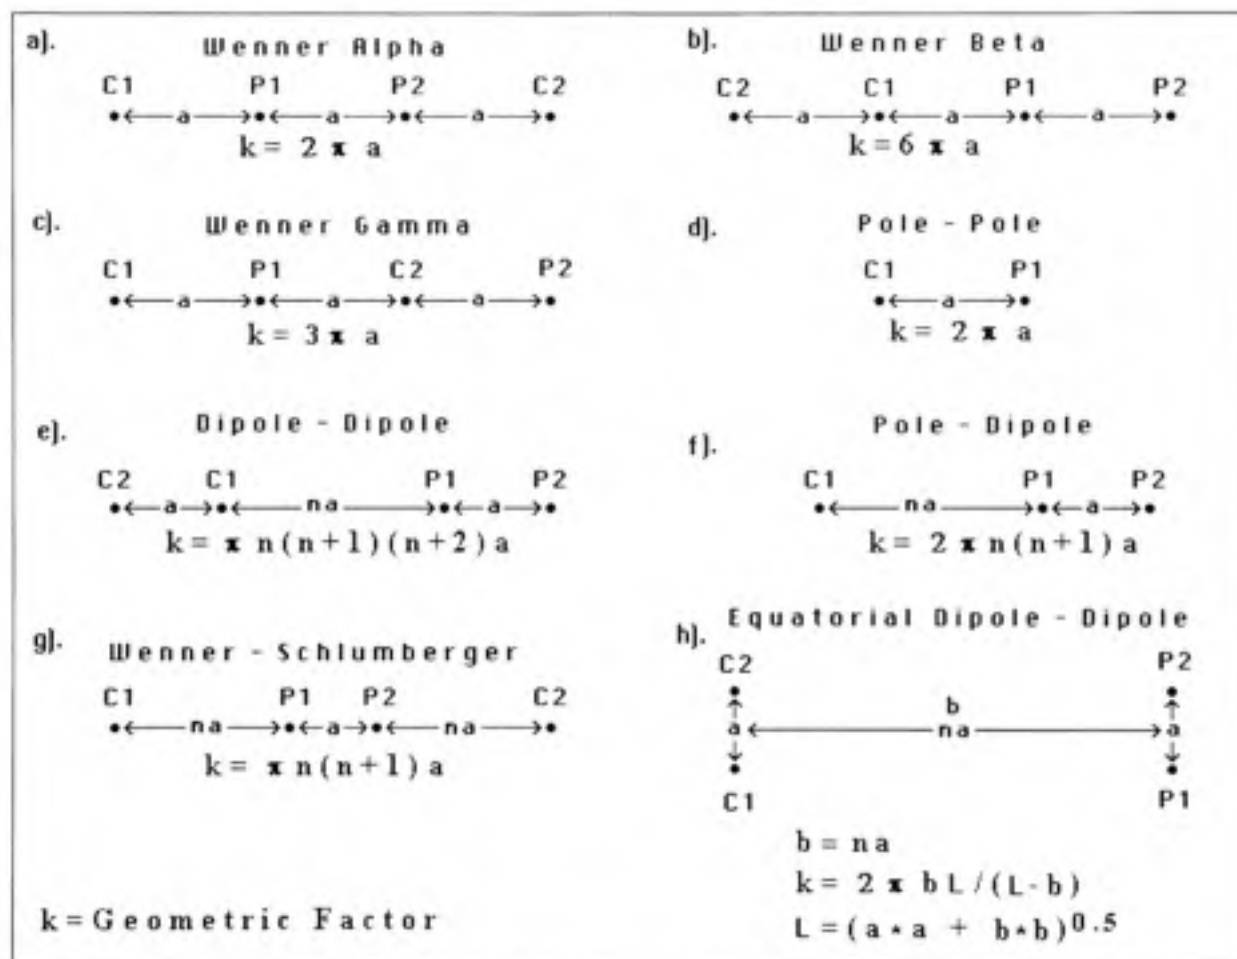 a]. Wenner Alpha
C1 P1 P2 C2
a a a
k = 2 π a
b]. Wenner Beta
C2 C1 P1 P2
a a a
k = 6 π a
c]. Wenner Gamma
C1 P1 C2 P2
a a a
k = 3 π a
d]. Pole - Pole
C1 P1
a
k = 2 π a
e]. Dipole - Dipole
C2 C1 P1 P2
a na a
k = π n(n+1)(n+2)a
f]. Pole - Dipole
C1 P1 P2
na a
k = 2 π n(n+1)a
g]. Wenner - Schlumberger
C1 P1 P2 C2
na a na
k = π n(n+1)a
h]. Equatorial Dipole - Dipole
C2 P2
b
a na a
C1 P1
b = na
k = 2 π bL/(L-b)
L = (a*a + b*b)0.5
k = Geometric Factor